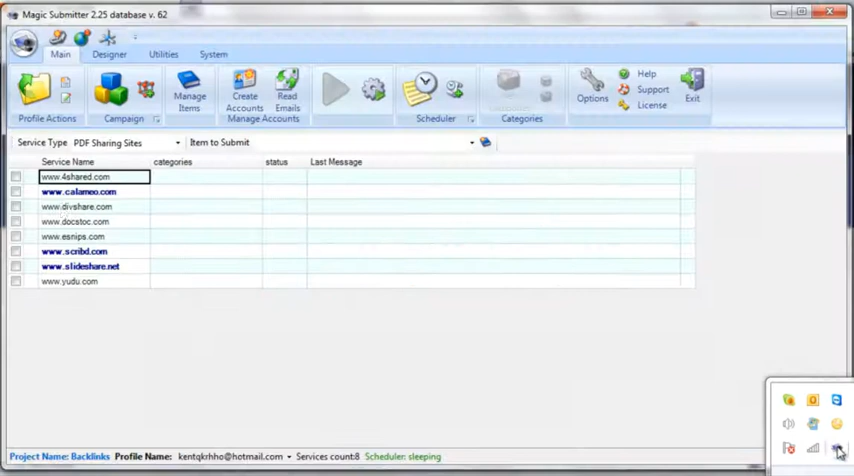 Magic Submitter 2.25 database v. 62
Main Designer Utilities System
Manage Items
Create Accounts
Read Emails
Options
Help
Support
License
Exit
Profile Actions Campaign Manage Accounts Scheduler Categories
Service Type PDF Sharing Sites Item to Submit
Service Name categories status Last Message
www.4shared.com
www.calameo.com
www.divshare.com
www.docstoc.com
www.esnips.com
www.scribd.com
www.slideshare.net
www.yudu.com
Project Name: Backlinks Profile Name: kentqkrhho@hotmail.com Services count:8 Scheduler: sleeping